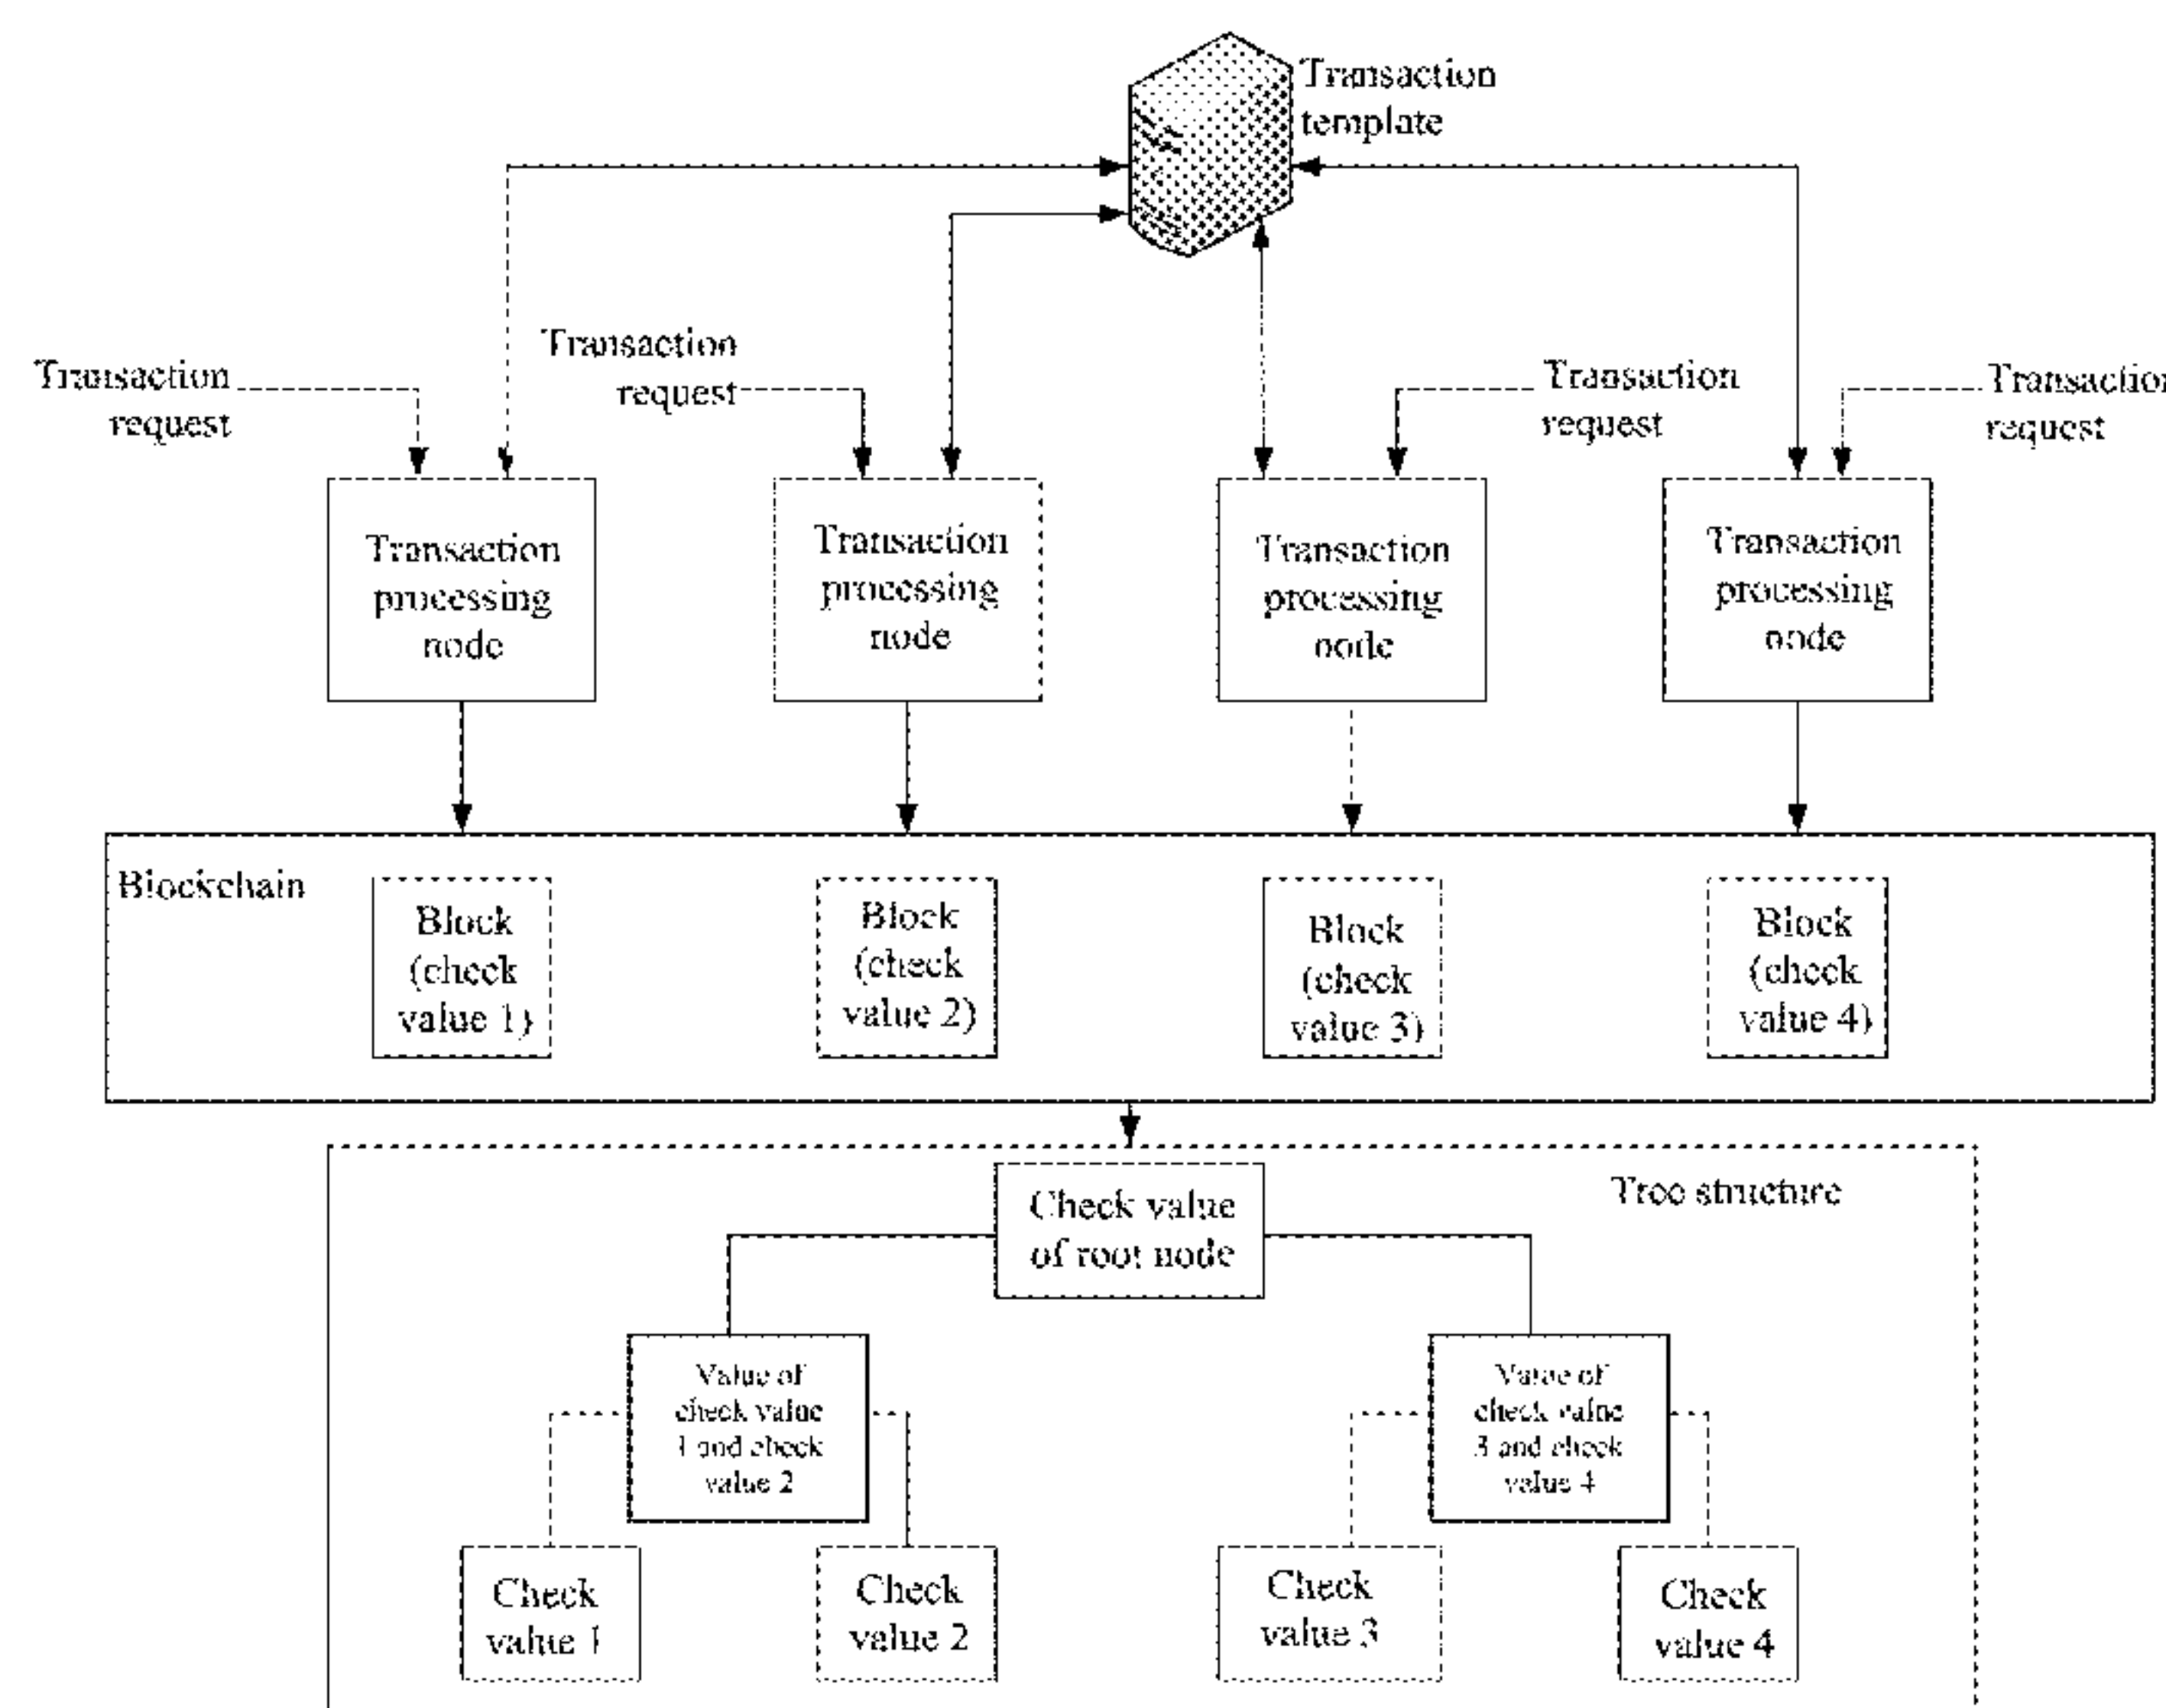 Transaction
template
Transaction
request
Transaction
request
Transaction
request
Transaction
request
Transaction
processing
node
Transaction
processing
node
Transaction
processing
node
Transaction
processing
node
Blockchain
Block
(check
value 1)
Block
(check
value 2)
Block
(check
value 3)
Block
(check
value 4)
Tree structure
Check value
of root node
Value of
check value
1 and check
value 2
Value of
check value
3 and check
value 4
Check
value 1
Check
value 2
Check
value 3
Check
value 4